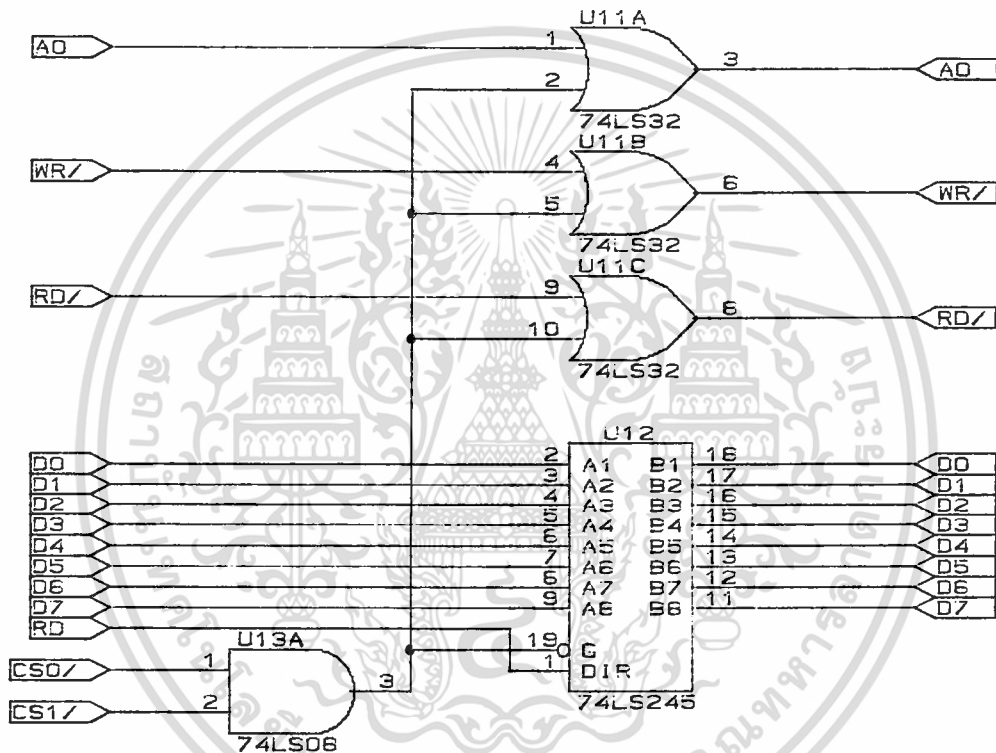 U11A
A0 1 3 A0
2
74LS32
U11B
WR/ 4 6 WR/
5
74LS32
U11C
RD/ 9 8 RD/
10
74LS32
U12
D0 2 A1 B1 18 D0
D1 3 A2 B2 17 D1
D2 4 A3 B3 16 D2
D3 5 A4 B4 15 D3
D4 6 A5 B5 14 D4
D5 7 A6 B6 13 D5
D6 8 A7 B7 12 D6
D7 9 A8 B8 11 D7
RD
U13A
19 G
CS0/ 1 3 1 DIR
CS1/ 2
74LS245
74LS08